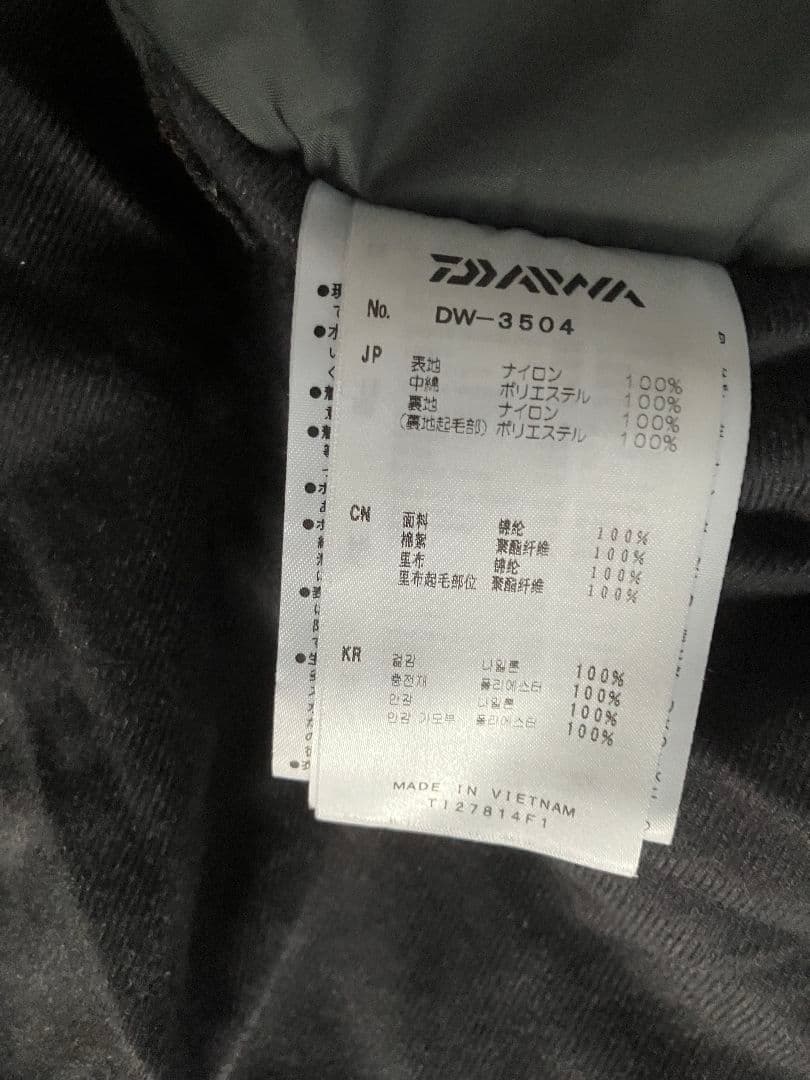 DAIWA
No. DW-3504
JP 表地 ナイロン 100%
中綿 ポリエステル 100%
裏地 ナイロン 100%
(裏地起毛部) ポリエステル 100%
CN 面料 锦纶 100%
棉絮 聚酯纤维 100%
里布 锦纶 100%
里布起毛部位 聚酯纤维 100%
KR 겉감 나일론 100%
충전재 폴리에스터 100%
안감 나일론 100%
안감 기모부 폴리에스터 100%
MADE IN VIETNAM
T127814F1